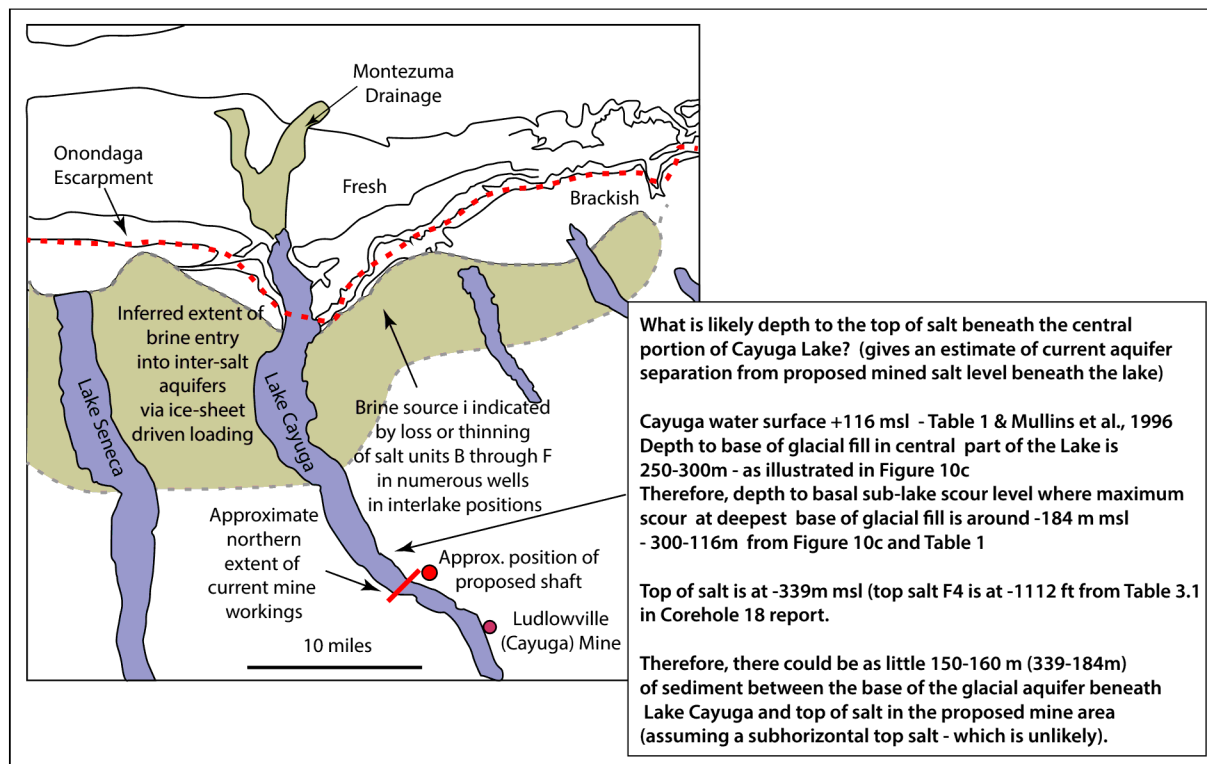 Montezuma
Drainage
Onondaga
Escarpment
Fresh
Brackish
Inferred extent of
brine entry
into inter-salt
aquifers
via ice-sheet
driven loading
Lake Seneca
Lake Cayuga
Brine source i indicated
by loss or thinning
of salt units B through F
in numerous wells
in interlake positions
Approximate
northern
extent of
current mine
workings
Approx. position of
proposed shaft
Ludlowville
(Cayuga) Mine
10 miles
What is likely depth to the top of salt beneath the central
portion of Cayuga Lake? (gives an estimate of current aquifer
separation from proposed mined salt level beneath the lake)
Cayuga water surface +116 msl - Table 1 & Mullins et al., 1996
Depth to base of glacial fill in central part of the Lake is
250-300m - as illustrated in Figure 10c
Therefore, depth to basal sub-lake scour level where maximum
scour at deepest base of glacial fill is around -184 m msl
- 300-116m from Figure 10c and Table 1
Top of salt is at -339m msl (top salt F4 is at -1112 ft from Table 3.1
in Corehole 18 report.
Therefore, there could be as little 150-160 m (339-184m)
of sediment between the base of the glacial aquifer beneath
Lake Cayuga and top of salt in the proposed mine area
(assuming a subhorizontal top salt - which is unlikely).